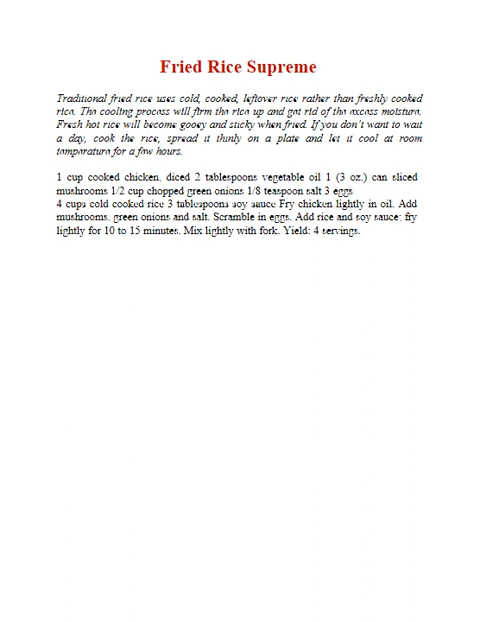 Fried Rice Supreme
Traditional fried rice uses cold, cooked, leftover rice rather than freshly cooked
rice. The cooling process will firm the rice up and get rid of the excess moisture.
Fresh hot rice will become gooey and sticky when fried. If you don't want to wait
a day, cook the rice, spread it thinly on a plate and let it cool at room
temperature for a few hours.
1 cup cooked chicken, diced 2 tablespoons vegetable oil 1 (3 oz.) can sliced
mushrooms 1/2 cup chopped green onions 1/8 teaspoon salt 3 eggs
4 cups cold cooked rice 3 tablespoons soy sauce Fry chicken lightly in oil. Add
mushrooms, green onions and salt. Scramble in eggs. Add rice and soy sauce; fry
lightly for 10 to 15 minutes. Mix lightly with fork. Yield: 4 servings.